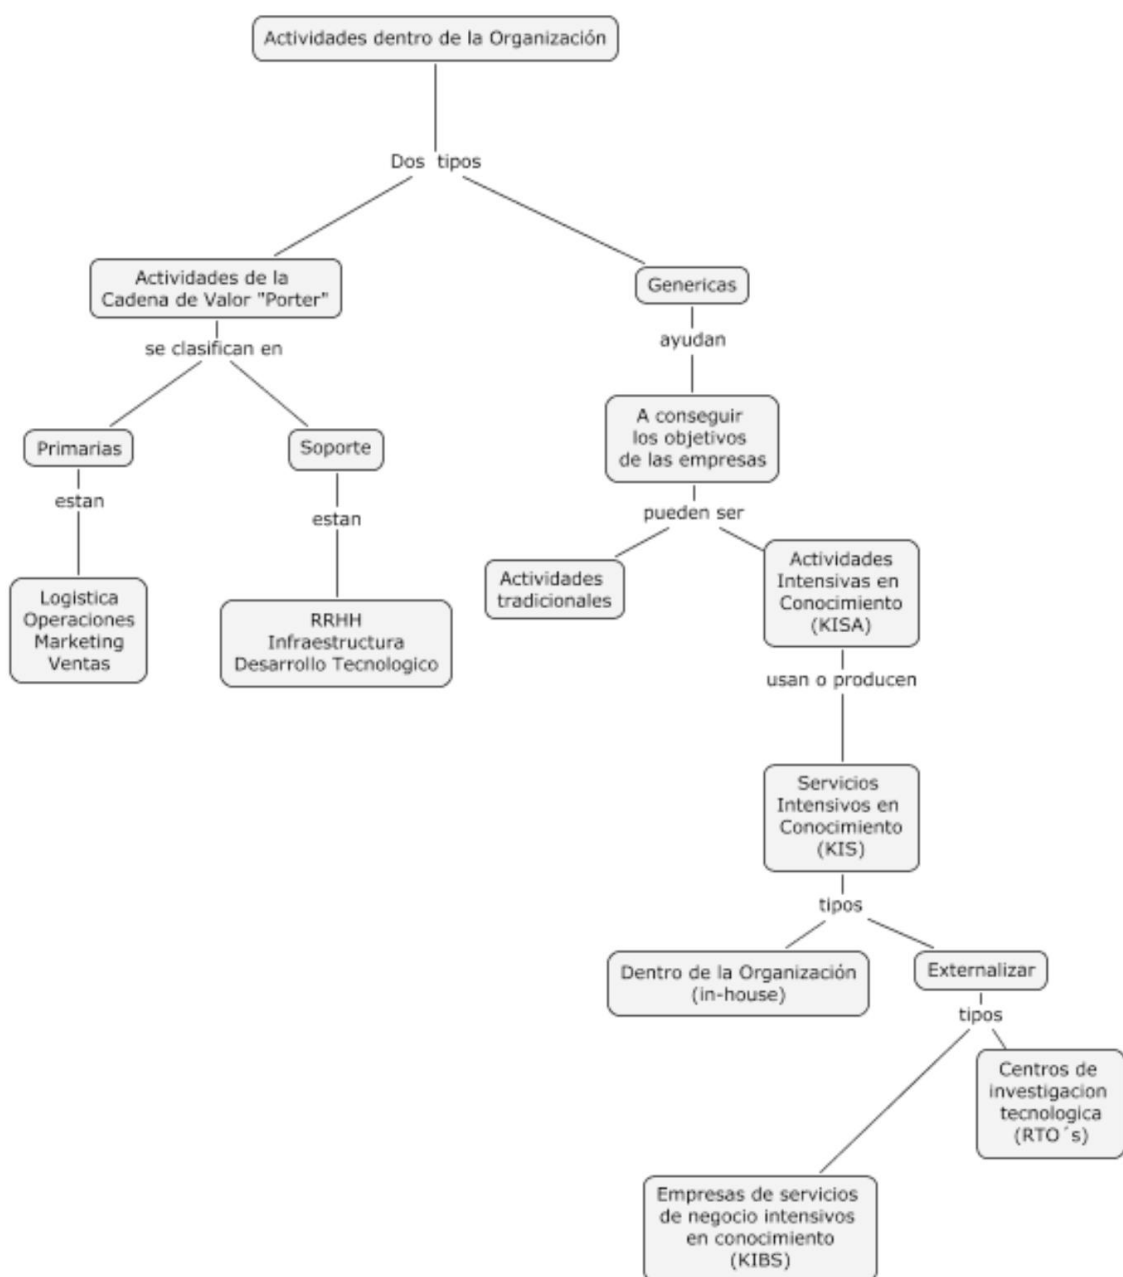 Actividades dentro de la Organización
Dos tipos
Actividades de la
Cadena de Valor "Porter"
se clasifican en
Primarias
estan
Logistica
Operaciones
Marketing
Ventas
Soporte
estan
RRHH
Infraestructura
Desarrollo Tecnologico
Genericas
ayudan
A conseguir
los objetivos
de las empresas
pueden ser
Actividades
tradicionales
Actividades
Intensivas en
Conocimiento
(KISA)
usan o producen
Servicios
Intensivos en
Conocimiento
(KIS)
tipos
Dentro de la Organización
(in-house)
Externalizar
tipos
Empresas de servicios
de negocio intensivos
en conocimiento
(KIBS)
Centros de
investigacion
tecnologica
(RTO´s)